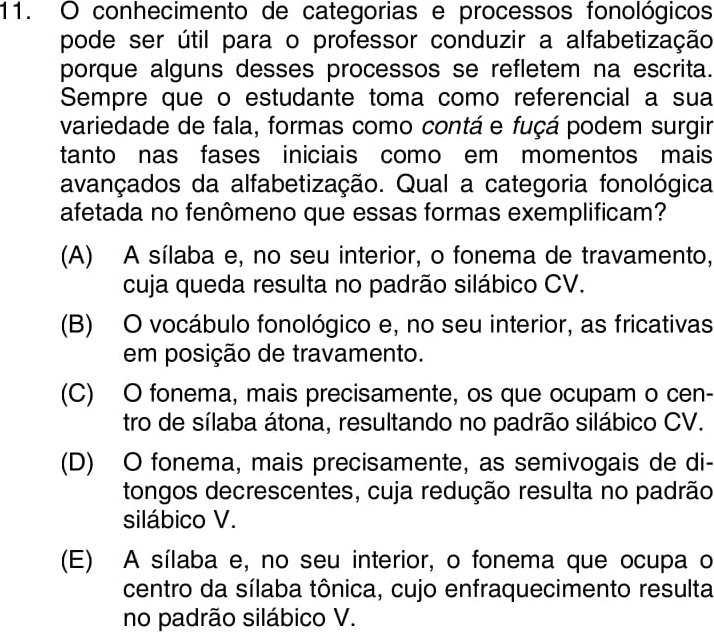 11. O conhecimento de categorias e processos fonológicos
pode ser útil para o professor conduzir a alfabetização
porque alguns desses processos se refletem na escrita.
Sempre que o estudante toma como referencial a sua
variedade de fala, formas como contá e fuçá podem surgir
tanto nas fases iniciais como em momentos mais
avançados da alfabetização. Qual a categoria fonológica
afetada no fenômeno que essas formas exemplificam?
(A) A sílaba e, no seu interior, o fonema de travamento,
cuja queda resulta no padrão silábico CV.
(B) O vocábulo fonológico e, no seu interior, as fricativas
em posição de travamento.
(C) O fonema, mais precisamente, os que ocupam o cen-
tro de sílaba átona, resultando no padrão silábico CV.
(D) O fonema, mais precisamente, as semivogais de di-
tongos decrescentes, cuja redução resulta no padrão
silábico V.
(E) A sílaba e, no seu interior, o fonema que ocupa o
centro da sílaba tônica, cujo enfraquecimento resulta
no padrão silábico V.